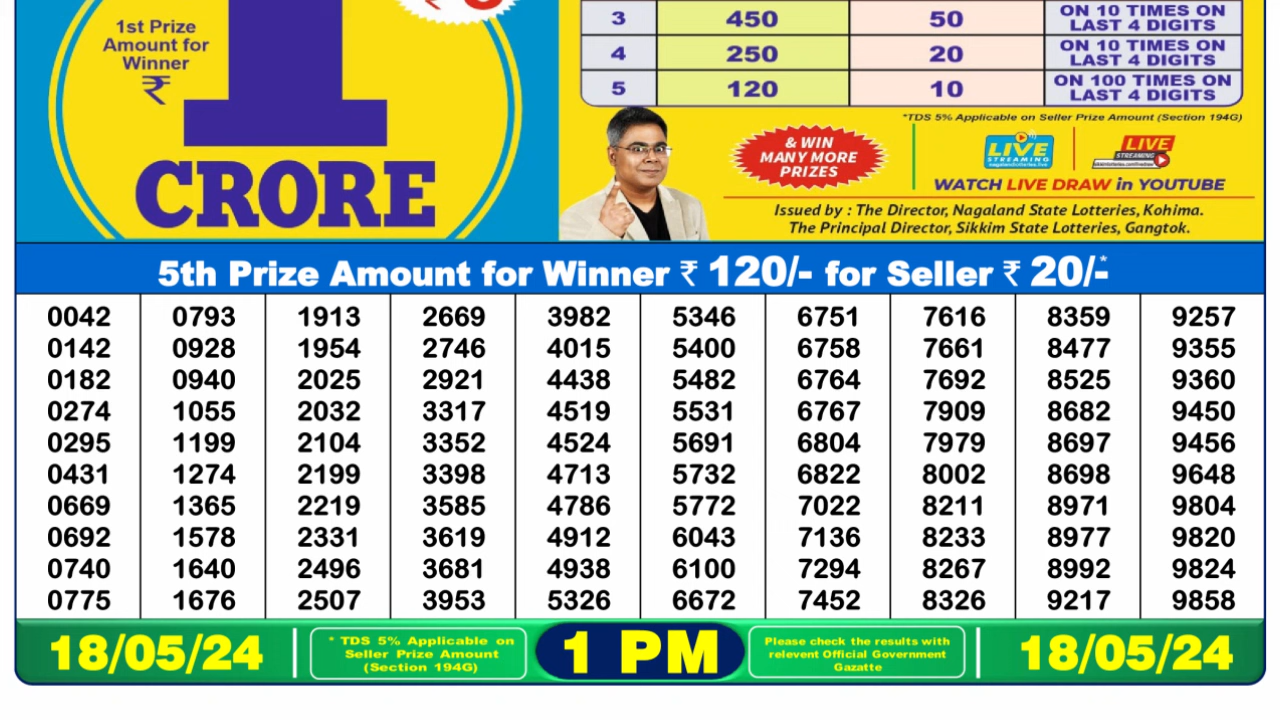 1st Prize
Amount for
Winner
₹
1
CRORE
3 450 50 ON 10 TIMES ON LAST 4 DIGITS
4 250 20 ON 10 TIMES ON LAST 4 DIGITS
5 120 10 ON 100 TIMES ON LAST 4 DIGITS
*TDS 5% Applicable on Seller Prize Amount (Section 194G)
& WIN
MANY MORE
PRIZES
LIVE
STREAMING
LIVE
STREAMING
WATCH LIVE DRAW in YOUTUBE
Issued by : The Director, Nagaland State Lotteries, Kohima.
The Principal Director, Sikkim State Lotteries, Gangtok.
5th Prize Amount for Winner ₹ 120/- for Seller ₹ 20/-*
0042 0793 1913 2669 3982 5346 6751 7616 8359 9257
0142 0928 1954 2746 4015 5400 6758 7661 8477 9355
0182 0940 2025 2921 4438 5482 6764 7692 8525 9360
0274 1055 2032 3317 4519 5531 6767 7909 8682 9450
0295 1199 2104 3352 4524 5691 6804 7979 8697 9456
0431 1274 2199 3398 4713 5732 6822 8002 8698 9648
0669 1365 2219 3585 4786 5772 7022 8211 8971 9804
0692 1578 2331 3619 4912 6043 7136 8233 8977 9820
0740 1640 2496 3681 4938 6100 7294 8267 8992 9824
0775 1676 2507 3953 5326 6672 7452 8326 9217 9858
18/05/24
* TDS 5% Applicable on
Seller Prize Amount
(Section 194G)
1 PM
Please check the results with
relevent Official Government
Gazatte
18/05/24